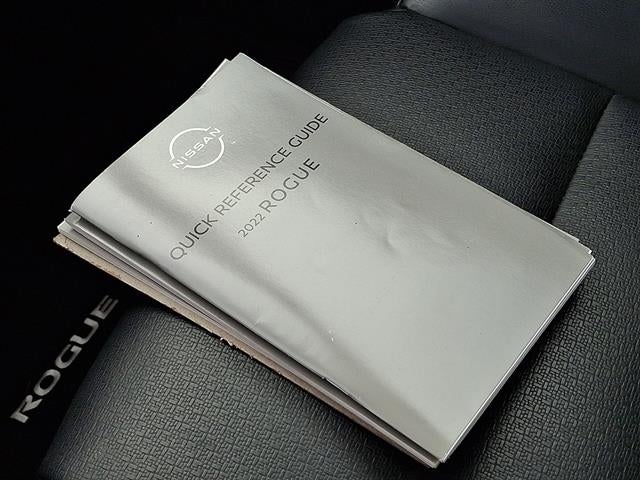 NISSAN
QUICK REFERENCE GUIDE
2022 ROGUE
ROGUE